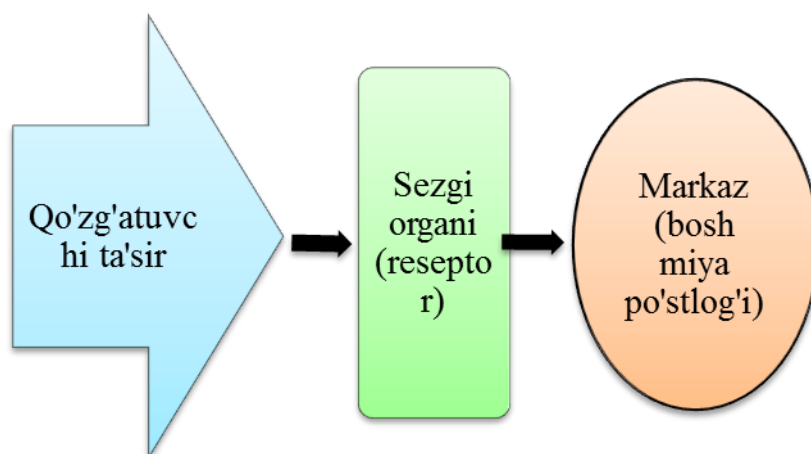 Qo'zg'atuvc
hi ta'sir
Sezgi
organi
(resepto
r)
Markaz
(bosh
miya
po'stlog'i)